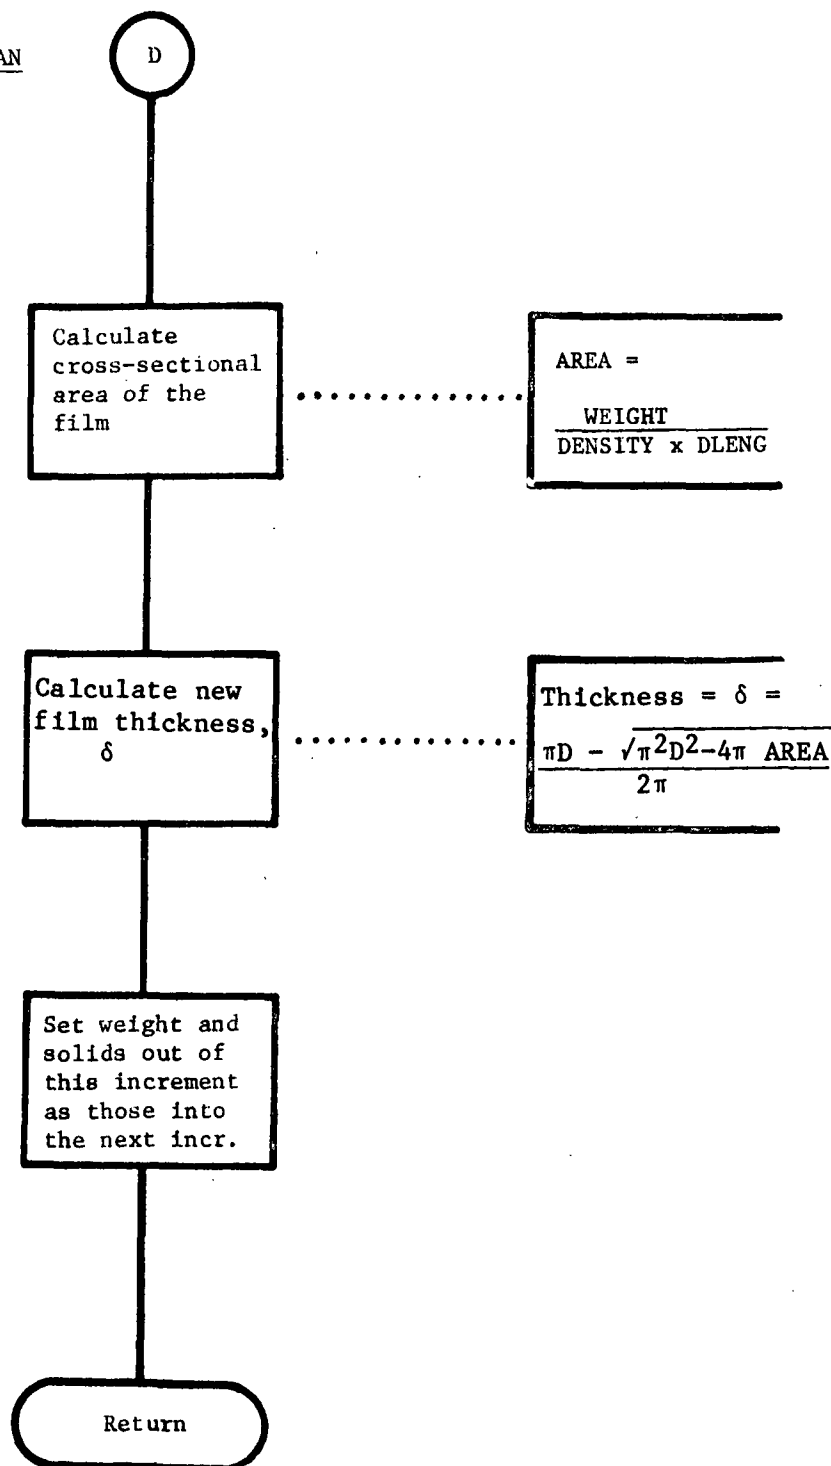 D
Calculate
cross-sectional
area of the
film
AREA =
WEIGHT
DENSITY x DLENG
Calculate new
film thickness,
δ
Thickness = δ =
πD - √π²D²-4π AREA
2π
Set weight and
solids out of
this increment
as those into
the next incr.
Return